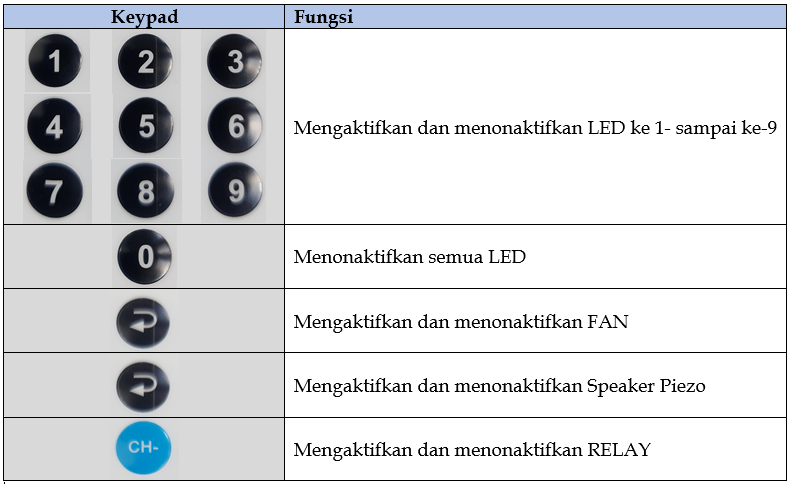 Keypad Fungsi
1 2 3
4 5 6
7 8 9
Mengaktifkan dan menonaktifkan LED ke 1- sampai ke-9
0
Menonaktifkan semua LED
Mengaktifkan dan menonaktifkan FAN
Mengaktifkan dan menonaktifkan Speaker Piezo
CH-
Mengaktifkan dan menonaktifkan RELAY